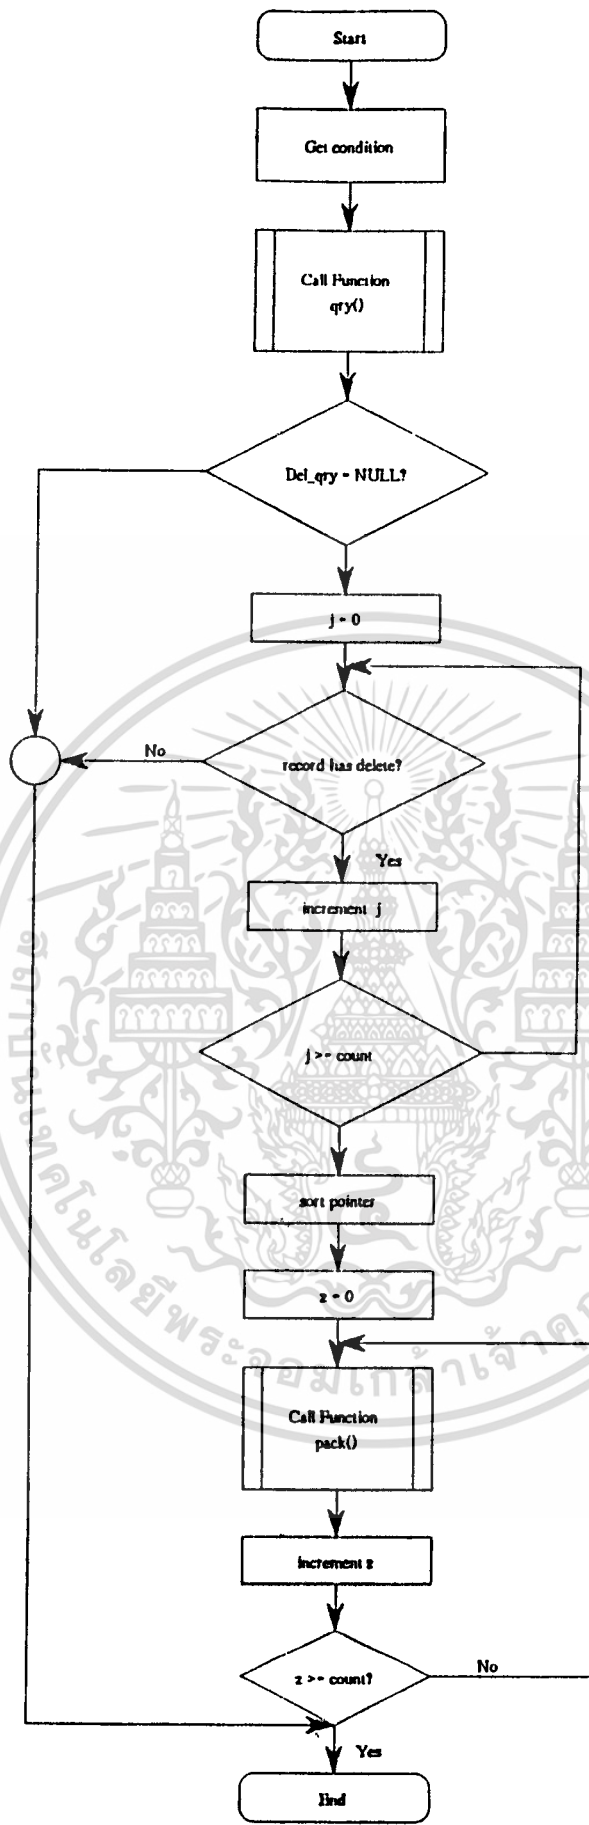 Start
Get condition
Call Function
qry()
Del_qry = NULL?
j = 0
No
record has delete?
Yes
increment j
j >= count
sort pointer
z = 0
Call Function
pack()
increment z
z >= count?
No
Yes
End